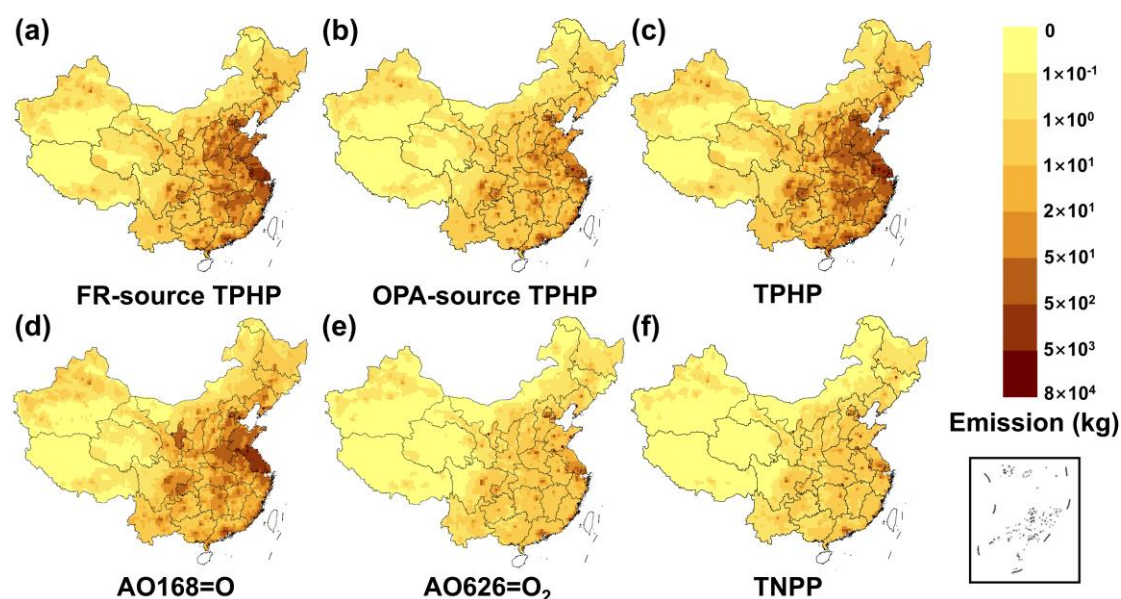 (a)
(b)
(c)
FR-source TPHP
OPA-source TPHP
TPHP
(d)
(e)
(f)
AO168=O
AO626=O₂
TNPP
0
1×10⁻¹
1×10⁰
1×10¹
2×10¹
5×10¹
5×10²
5×10³
8×10⁴
Emission (kg)